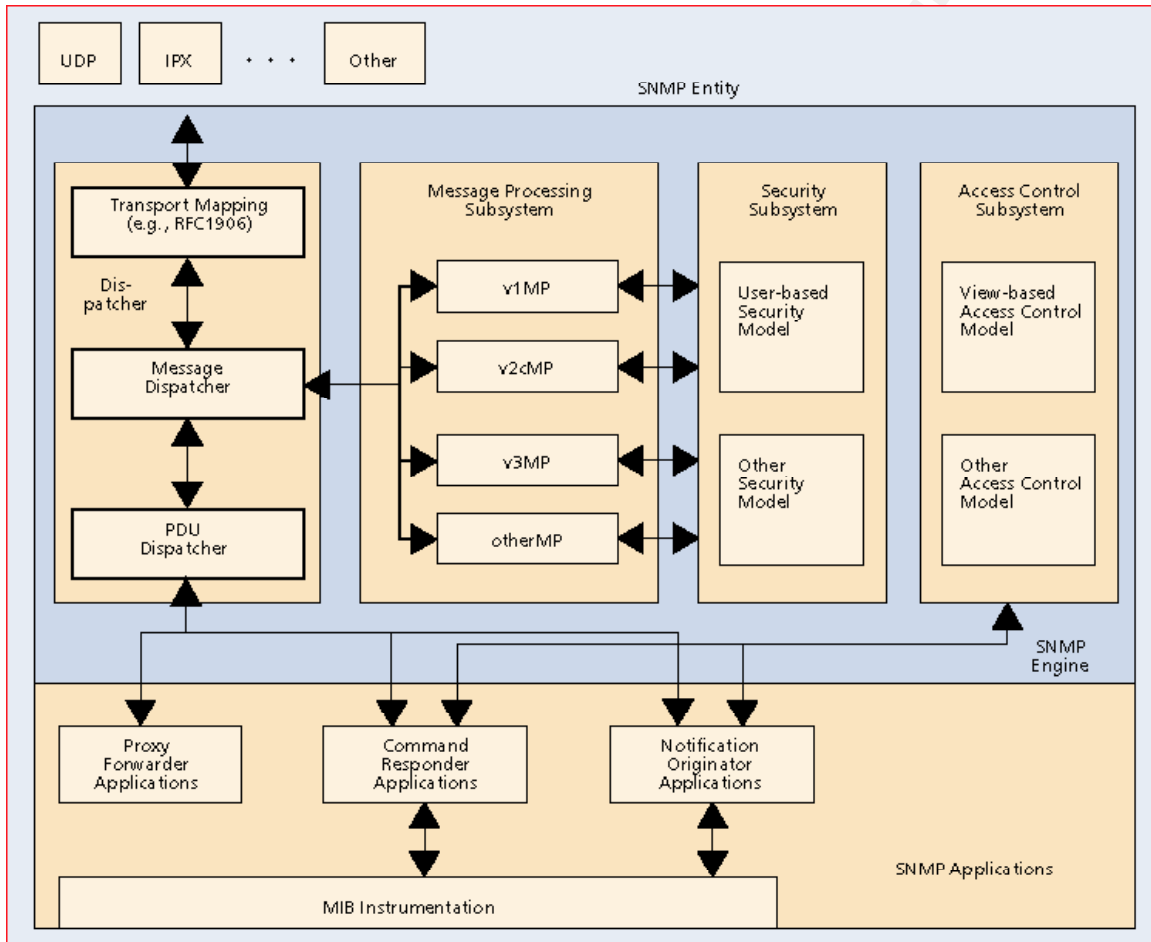 UDP
IPX
. . .
Other
SNMP Entity
Transport Mapping
(e.g., RFC1906)
Dis-
patcher
Message
Dispatcher
PDU
Dispatcher
Message Processing
Subsystem
v1MP
v2cMP
v3MP
otherMP
Security
Subsystem
User-based
Security
Model
Other
Security
Model
Access Control
Subsystem
View-based
Access Control
Model
Other
Access Control
Model
SNMP
Engine
Proxy
Forwarder
Applications
Command
Responder
Applications
Notification
Originator
Applications
SNMP Applications
MIB Instrumentation